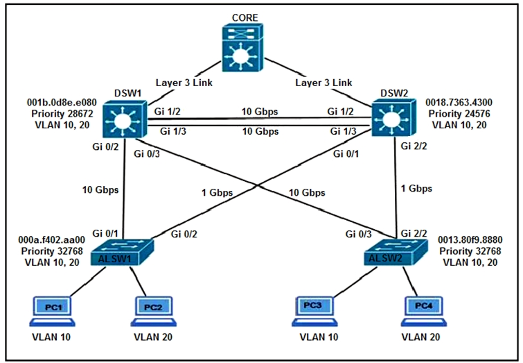 CORE
Layer 3 Link
Layer 3 Link
DSW1
DSW2
001b.0d8e.e080
Priority 28672
VLAN 10, 20
Gi 1/2
10 Gbps
Gi 1/2
Gi 1/3
10 Gbps
Gi 1/3
0018.7363.4300
Priority 24576
VLAN 10, 20
Gi 0/2
Gi 0/3
Gi 0/1
Gi 2/2
10 Gbps
1 Gbps
10 Gbps
1 Gbps
000a.f402.aa00
Priority 32768
VLAN 10, 20
Gi 0/1
Gi 0/2
ALSW1
Gi 0/3
Gi 2/2
ALSW2
0013.80f9.8880
Priority 32768
VLAN 10, 20
PC1
PC2
PC3
PC4
VLAN 10
VLAN 20
VLAN 10
VLAN 20